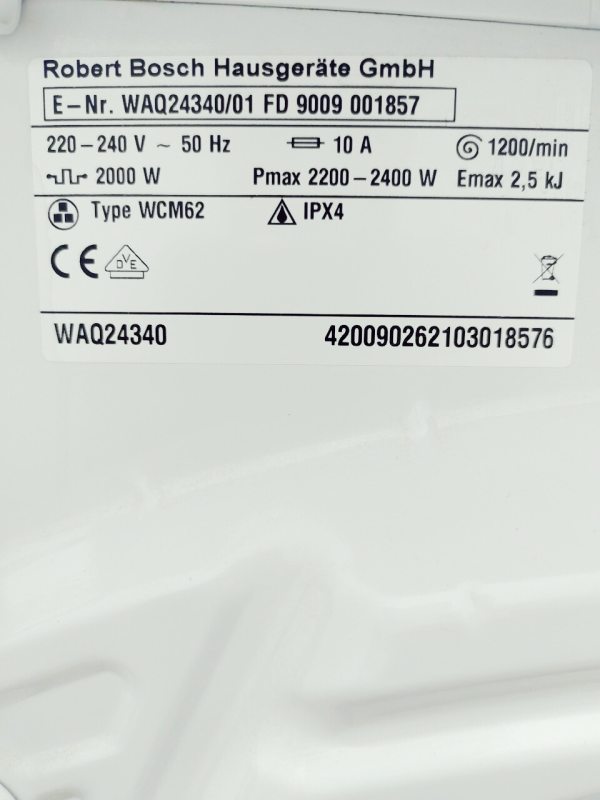 Robert Bosch Hausgeräte GmbH
E-Nr. WAQ24340/01 FD 9009 001857
220-240 V ~ 50 Hz 10 A 1200/min
2000 W Pmax 2200-2400 W Emax 2,5 kJ
Type WCM62 IPX4
CE DVE
WAQ24340 420090262103018576